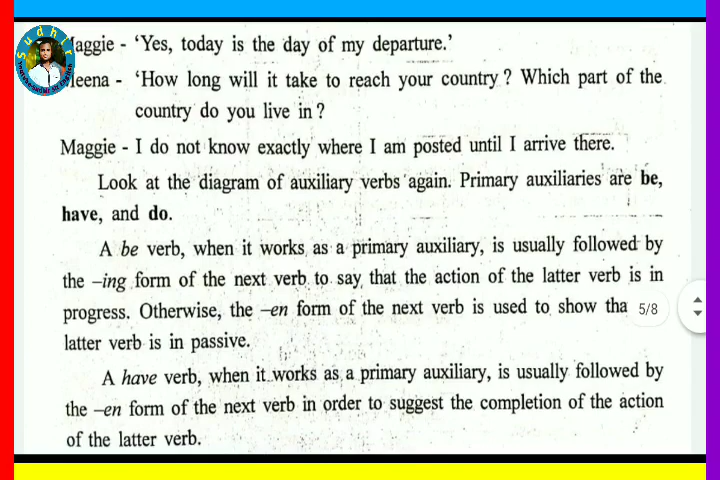 Sudhir
Maggie - ‘Yes, today is the day of my departure.’
Meena - ‘How long will it take to reach your country? Which part of the
country do you live in?
Maggie - I do not know exactly where I am posted until I arrive there.
Look at the diagram of auxiliary verbs again. Primary auxiliaries are be,
have, and do.
A be verb, when it works as a primary auxiliary, is usually followed by
the –ing form of the next verb to say that the action of the latter verb is in
progress. Otherwise, the –en form of the next verb is used to show tha 5/8
latter verb is in passive.
A have verb, when it works as a primary auxiliary, is usually followed by
the –en form of the next verb in order to suggest the completion of the action
of the latter verb.